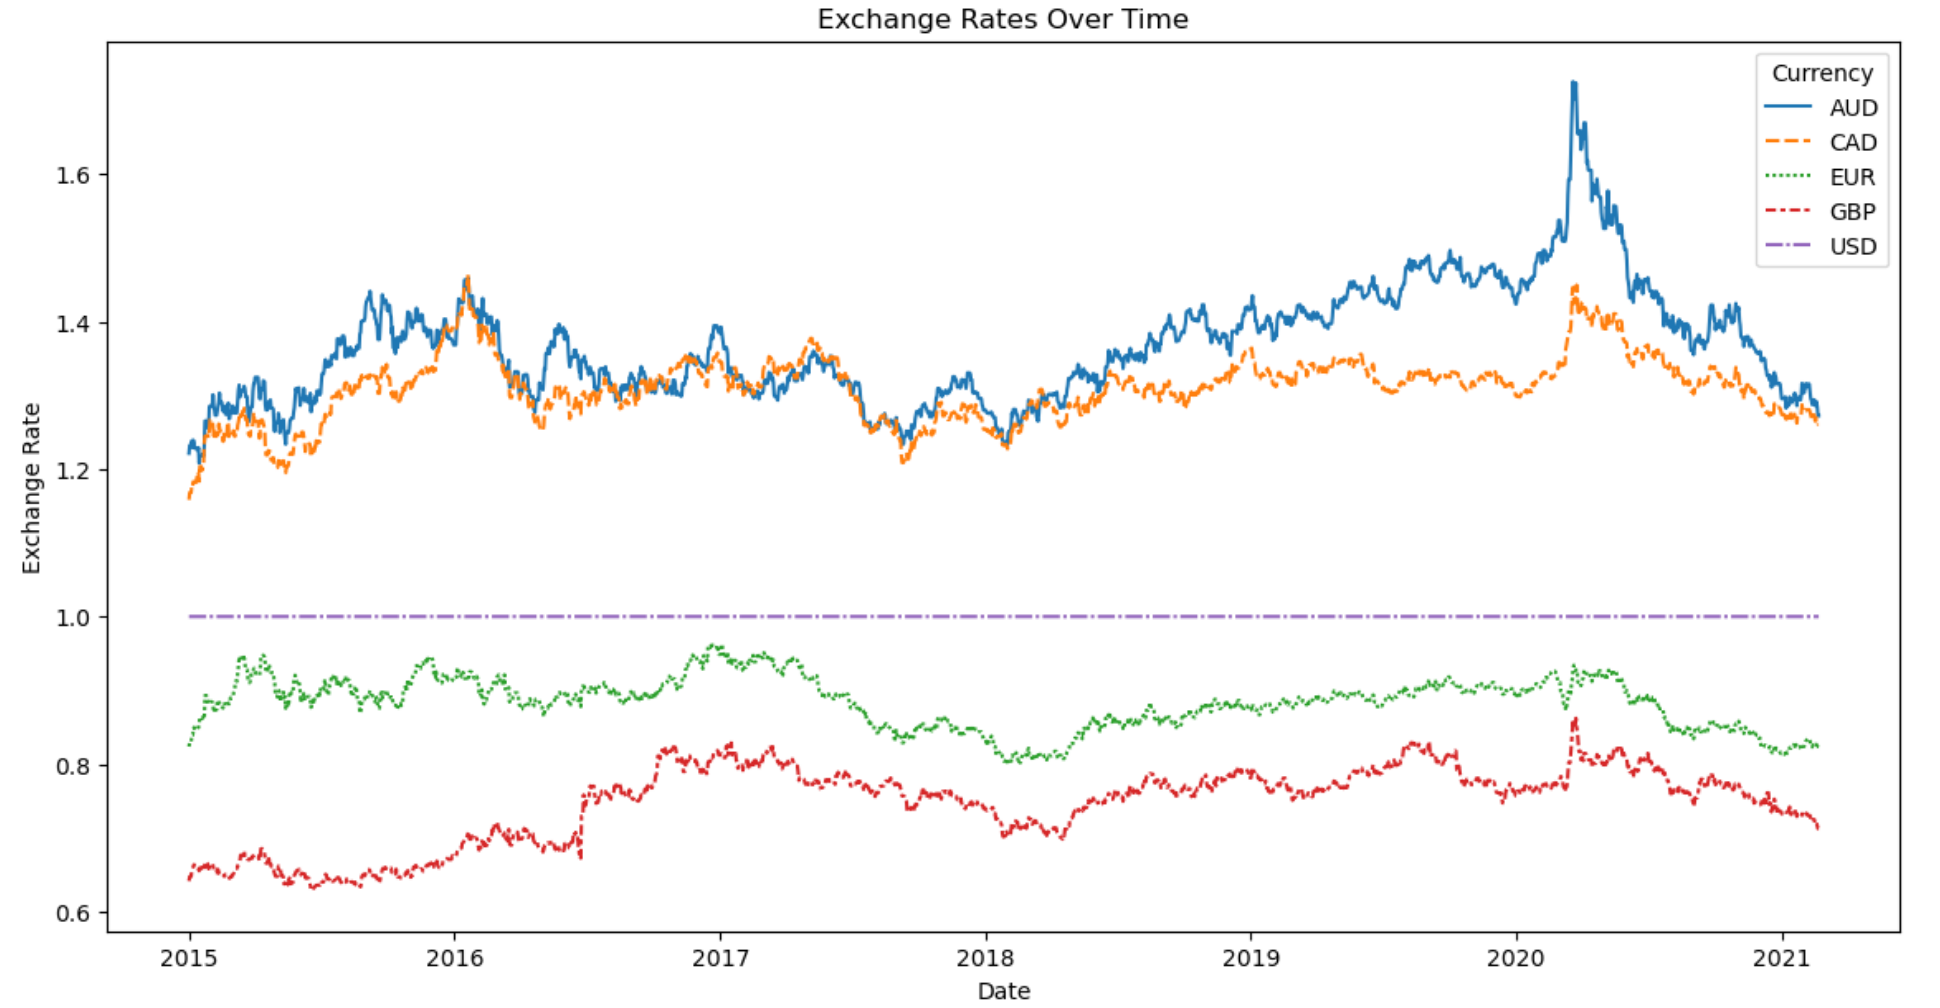 Exchange Rates Over Time
Currency
AUD
CAD
EUR
GBP
USD
Exchange Rate
1.6
1.4
1.2
1.0
0.8
0.6
2015 2016 2017 2018 2019 2020 2021
Date